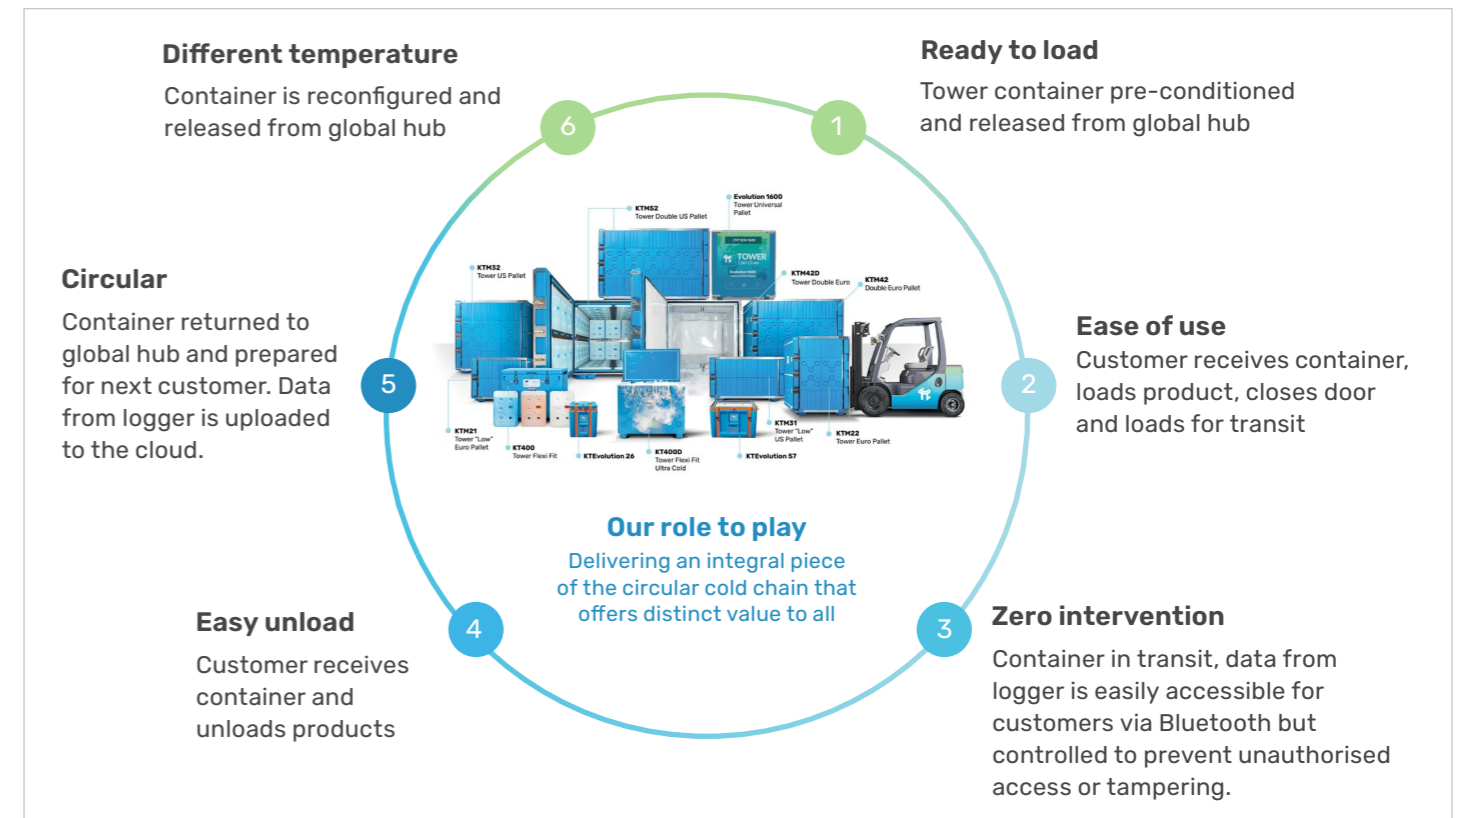 Different temperature
Container is reconfigured and
released from global hub
6
Ready to load
Tower container pre-conditioned
and released from global hub
1
Ease of use
Customer receives container,
loads product, closes door
and loads for transit
2
Zero intervention
Container in transit, data from
logger is easily accessible for
customers via Bluetooth but
controlled to prevent unauthorised
access or tampering.
3
Easy unload
Customer receives
container and
unloads products
4
Circular
Container returned to
global hub and prepared
for next customer. Data
from logger is uploaded
to the cloud.
5
KTM52
Tower Double US Pallet
Evolution 1600
Tower Universal
Pallet
KTM32
Tower US Pallet
TOWER
Cold Chain
Evolution 1600
KTM42D
Tower Double Euro
KTM42
Double Euro Pallet
KTM21
Tower "Low"
Euro Pallet
KT400
Tower Flexi Fit
KTEvolution 26
KT400D
Tower Flexi Fit
Ultra Cold
KTEvolution 57
KTM31
Tower "Low"
US Pallet
KTM22
Tower Euro Pallet
Our role to play
Delivering an integral piece
of the circular cold chain that
offers distinct value to all